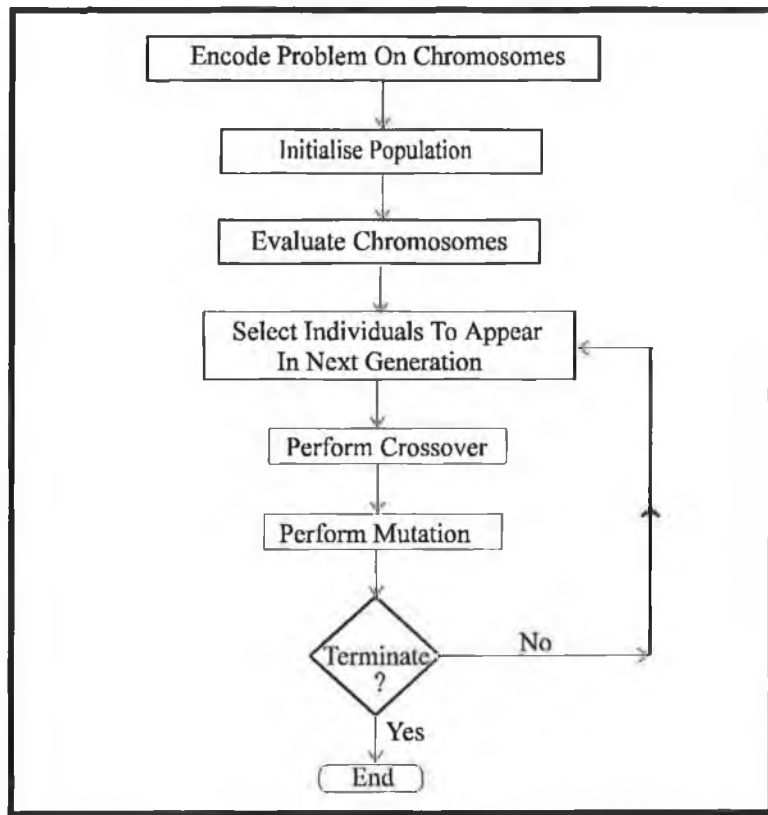 Encode Problem On Chromosomes
Initialise Population
Evaluate Chromosomes
Select Individuals To Appear
In Next Generation
Perform Crossover
Perform Mutation
Terminate
?
No
Yes
End